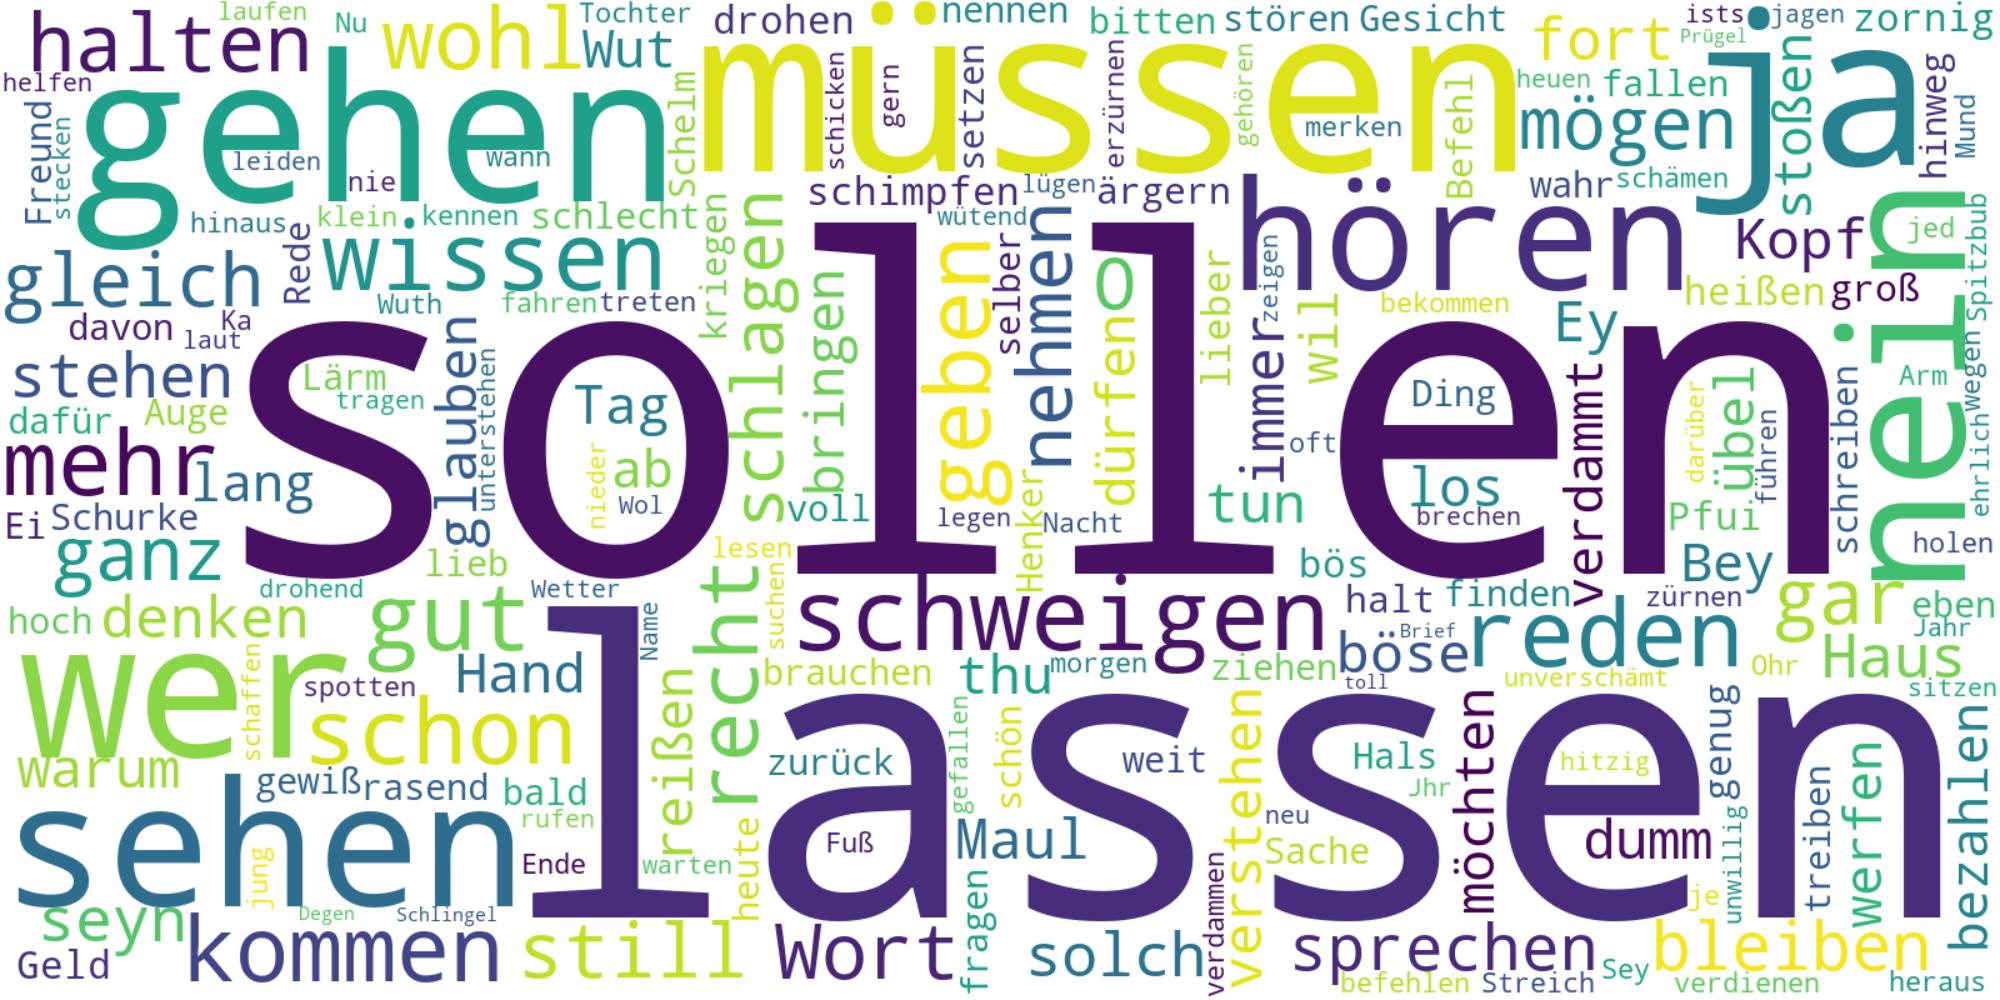 laufen
Nu
Tochter
nennen
bitten
stören
Gesicht
ists
jagen
zornig
halten
wohl
Wut
drohen
müssen
fort
Prügel
ja
helfen
gehen
Schelm
schicken
gern
setzen
erzürnen
gehören
merken
Befehl
heuen
fallen
mögen
stoßen
hinweg
Mund
Freund
stecken
leiden
wann
nie
schimpfen
lügen
ärgern
wahr
schämen
hinaus
klein
kennen
schlecht
wütend
hören
Kopf
jed
nein
Spitzbub
gleich
Rede
wissen
kriegen
schlagen
geben
selber
nehmen
O
lieber
zeigen
heißen
groß
Wuth
fahren
treten
bringen
dürfen
immer
wil
bekommen
Ey
davon
Ka
laut
sollen
stehen
Lärm
tragen
glauben
unterstehen
Tag
Ding
verdammt
darüber
übel
führen
schreiben
Arm
wegen
ehrlich
dafür
Auge
mehr
lang
nieder
ab
Wol
voll
legen
Henker
Nacht
tun
oft
los
brechen
Pfui
holen
Ei
Schurke
ganz
lieb
lesen
recht
suchen
bös
Bey
drohend
Wetter
hoch
denken
gut
Name
schweigen
halt
finden
zürnen
gar
eben
Jahr
wer
schaffen
spotten
Hand
reißen
brauchen
thu
morgen
ziehen
böse
Brief
reden
Ohr
Haus
toll
unverschämt
sitzen
schon
lassen
zurück
gefallen
schön
weit
verstehen
Hals
Jhr
möchten
hitzig
genug
warum
gewiß
rasend
bald
rufen
sehen
jung
Ende
warten
heute
Fuß
Maul
neu
Sache
dumm
unwillig
treiben
werfen
bezahlen
je
seyn
Degen
Schlingel
Geld
kommen
still
Wort
fragen
solch
verdammen
sprechen
befehlen
Streich
Sey
bleiben
verdienen
heraus